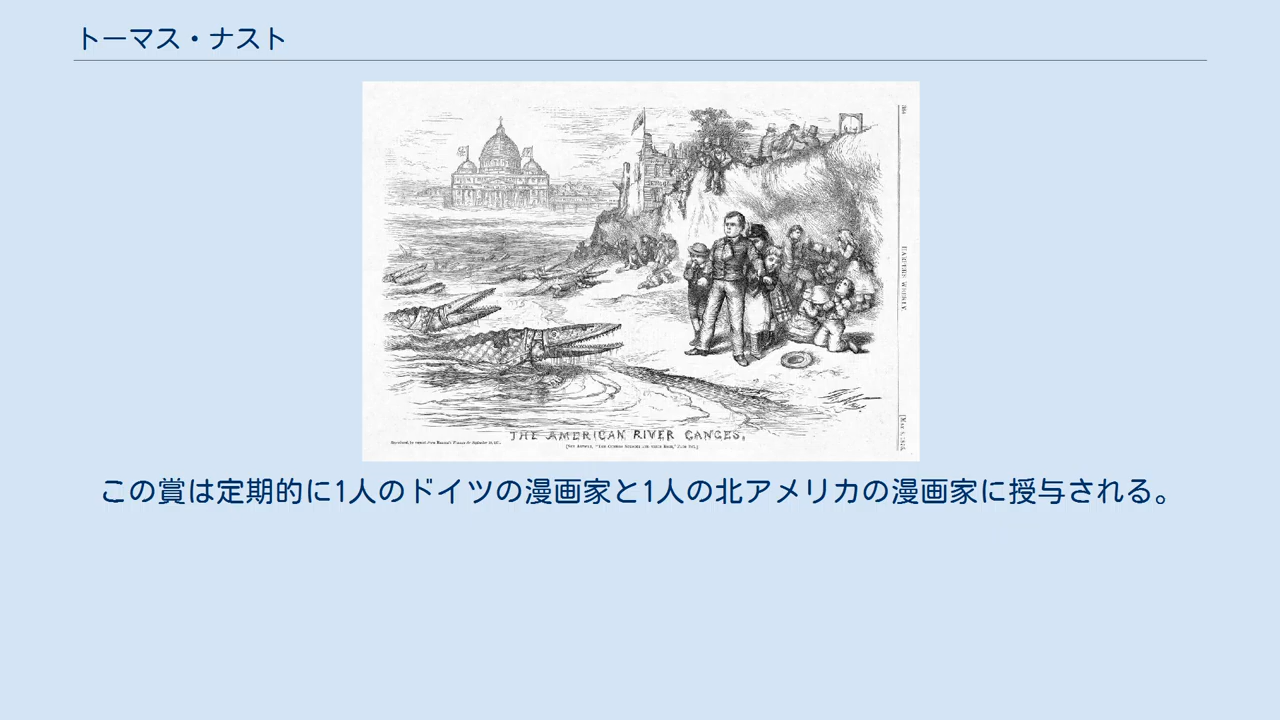 トーマス・ナスト
THE AMERICAN RIVER GANGES,
HARPER'S WEEKLY.
この賞は定期的に1人のドイツの漫画家と1人の北アメリカの漫画家に授与される。